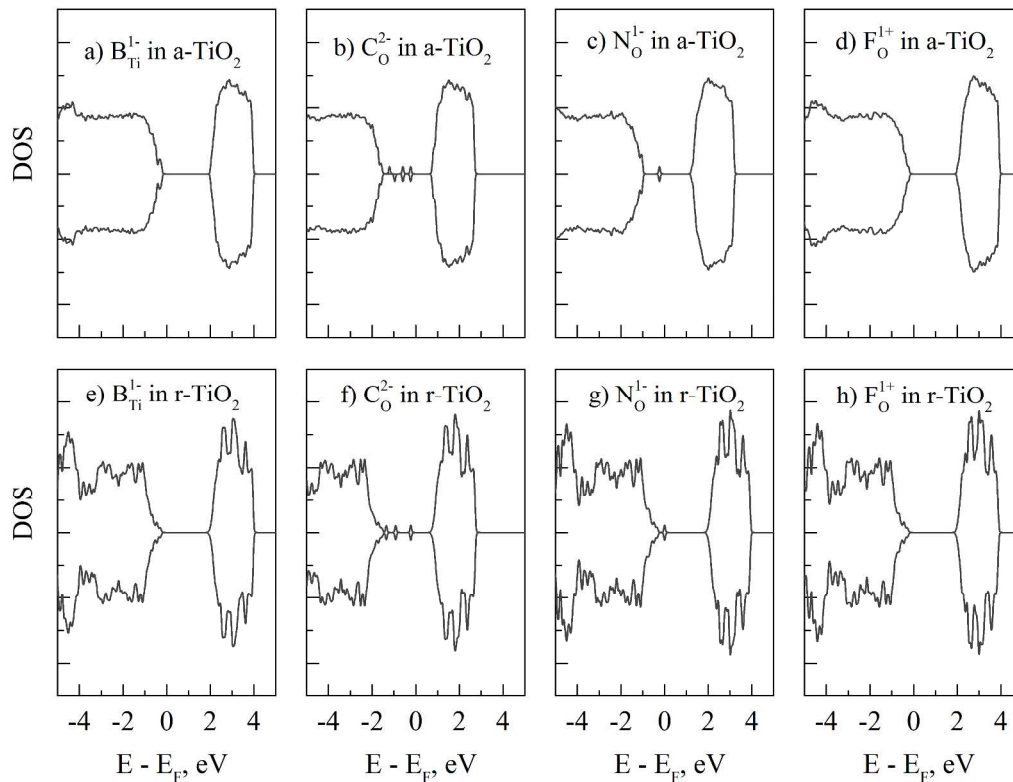 a) B_Ti^1- in a-TiO_2
b) C_O^2- in a-TiO_2
c) N_O^1- in a-TiO_2
d) F_O^1+ in a-TiO_2
DOS
e) B_Ti^1- in r-TiO_2
f) C_O^2- in r-TiO_2
g) N_O^1- in r-TiO_2
h) F_O^1+ in r-TiO_2
DOS
-4 -2 0 2 4
-4 -2 0 2 4
-4 -2 0 2 4
-4 -2 0 2 4
E - E_F, eV
E - E_F, eV
E - E_F, eV
E - E_F, eV